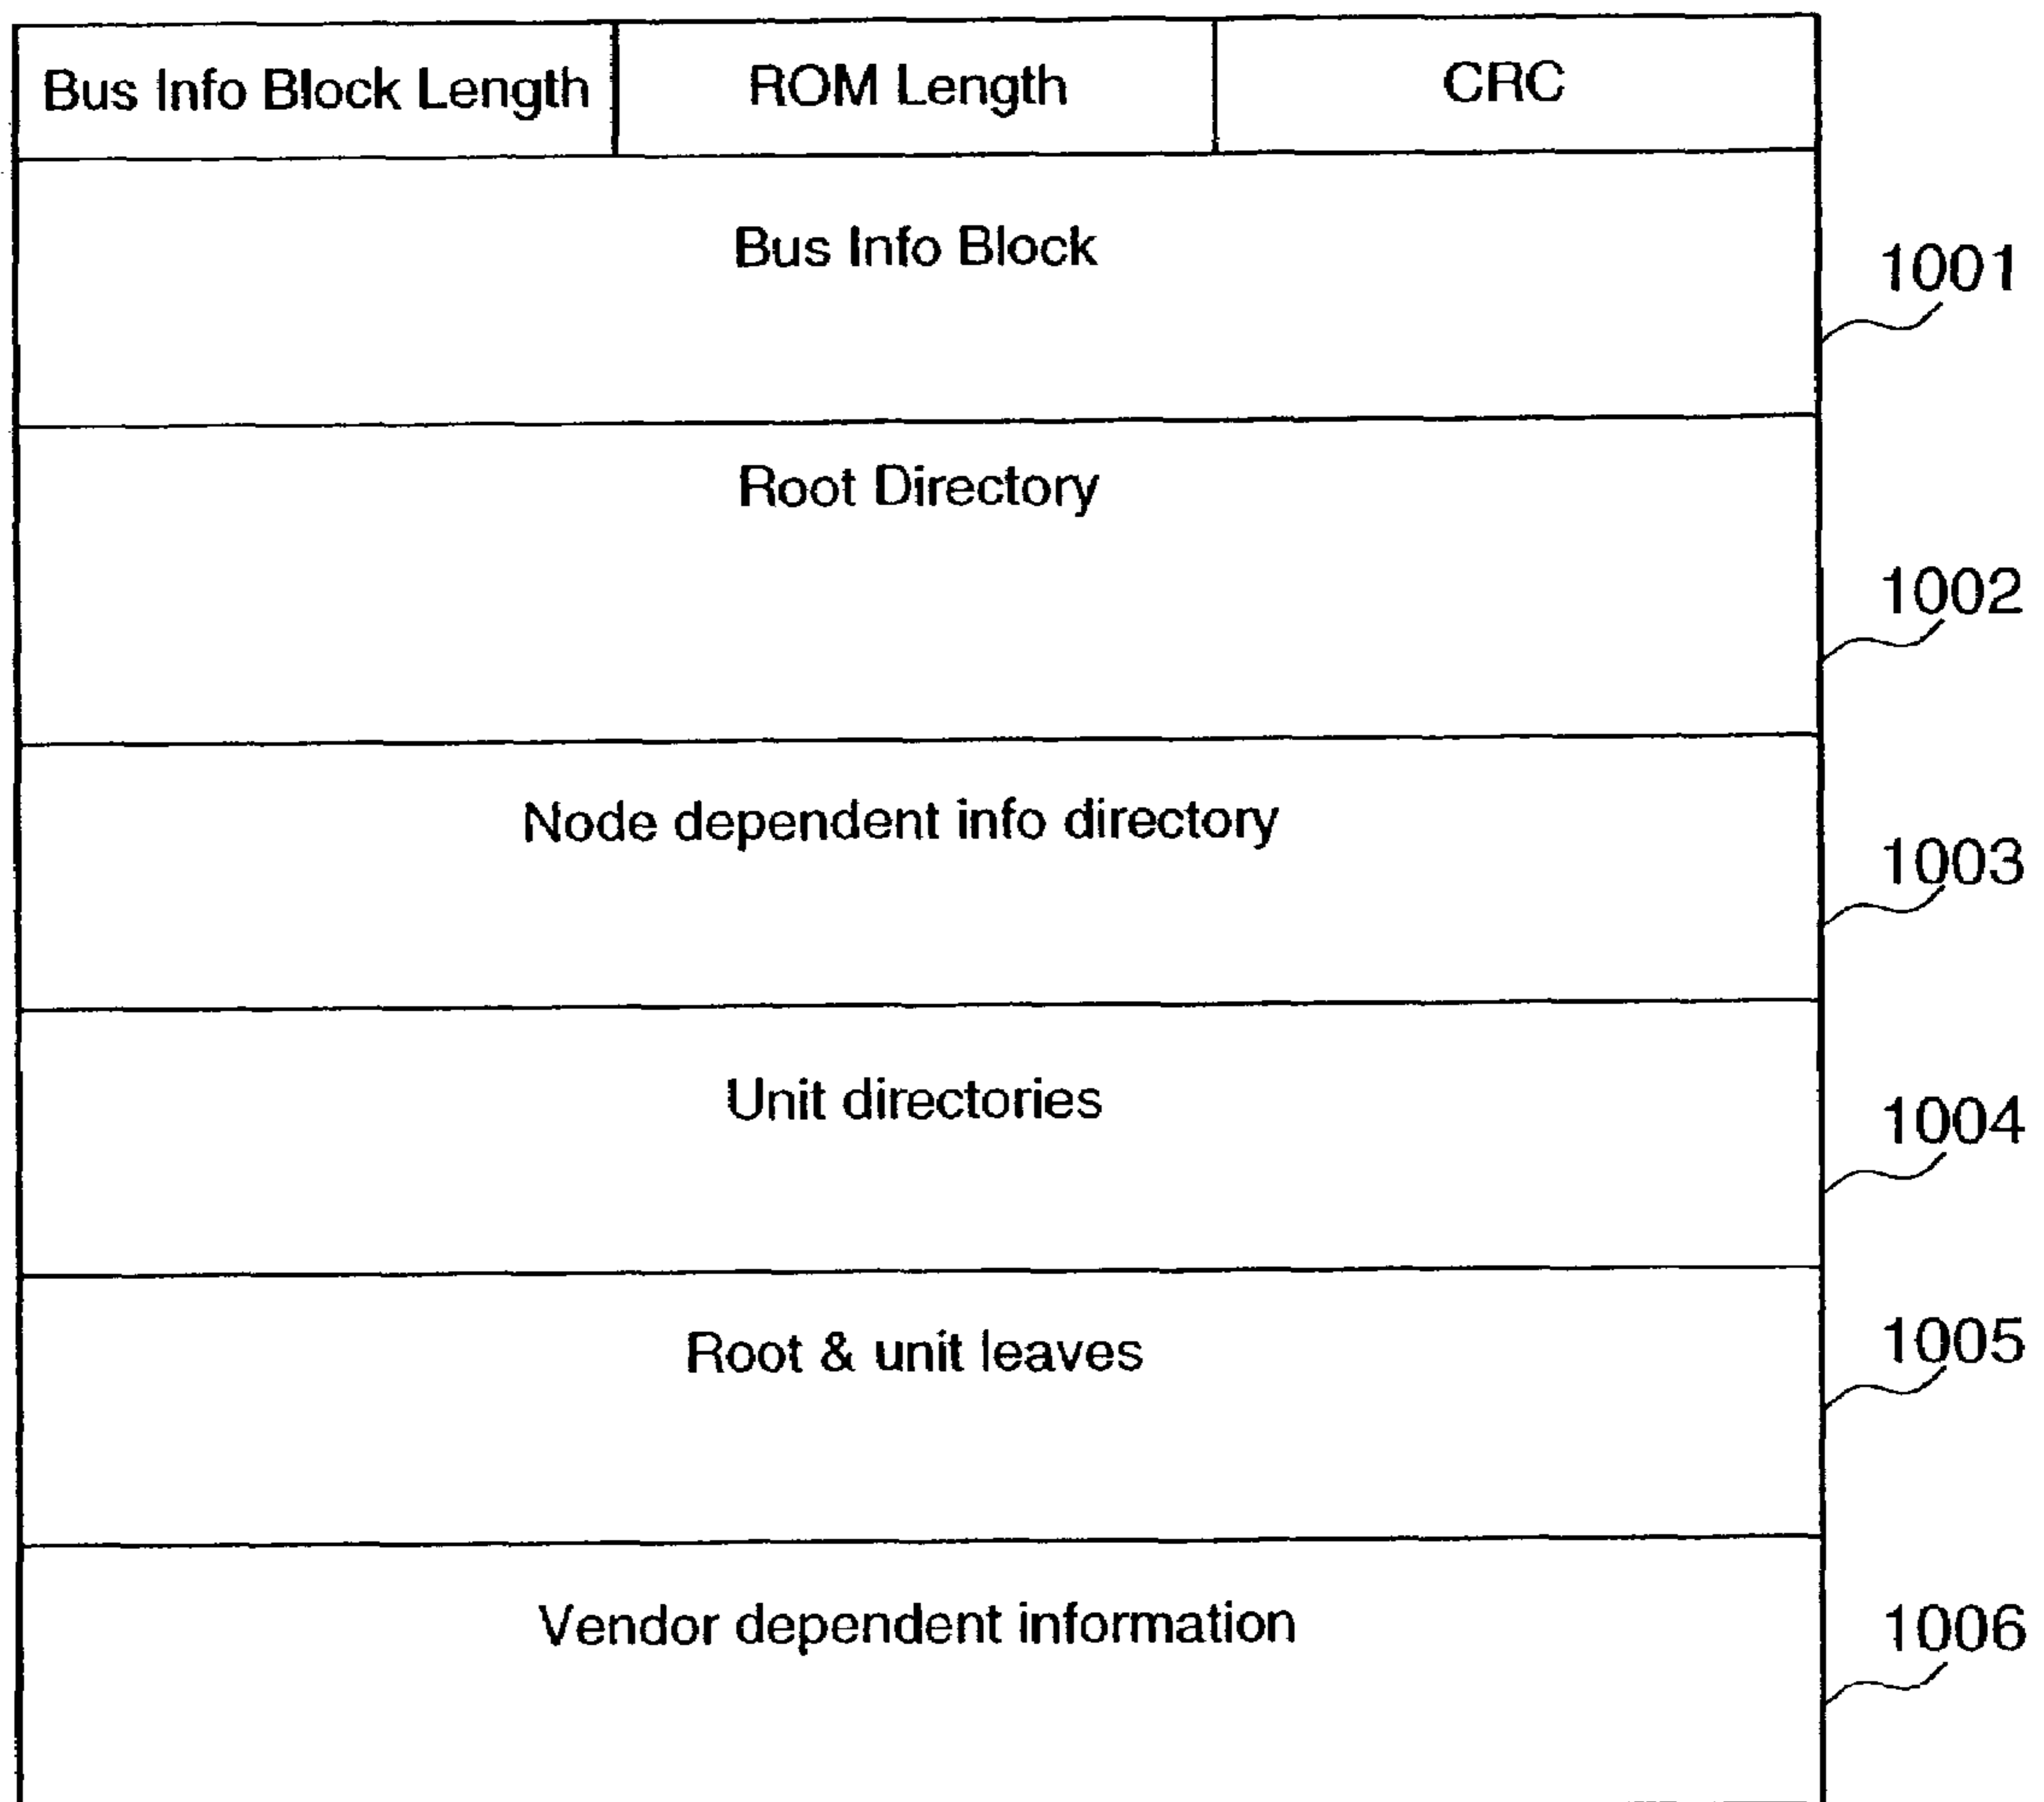 Bus Info Block Length ROM Length CRC
Bus Info Block
1001
Root Directory
1002
Node dependent info directory
1003
Unit directories
1004
Root & unit leaves
1005
Vendor dependent information
1006